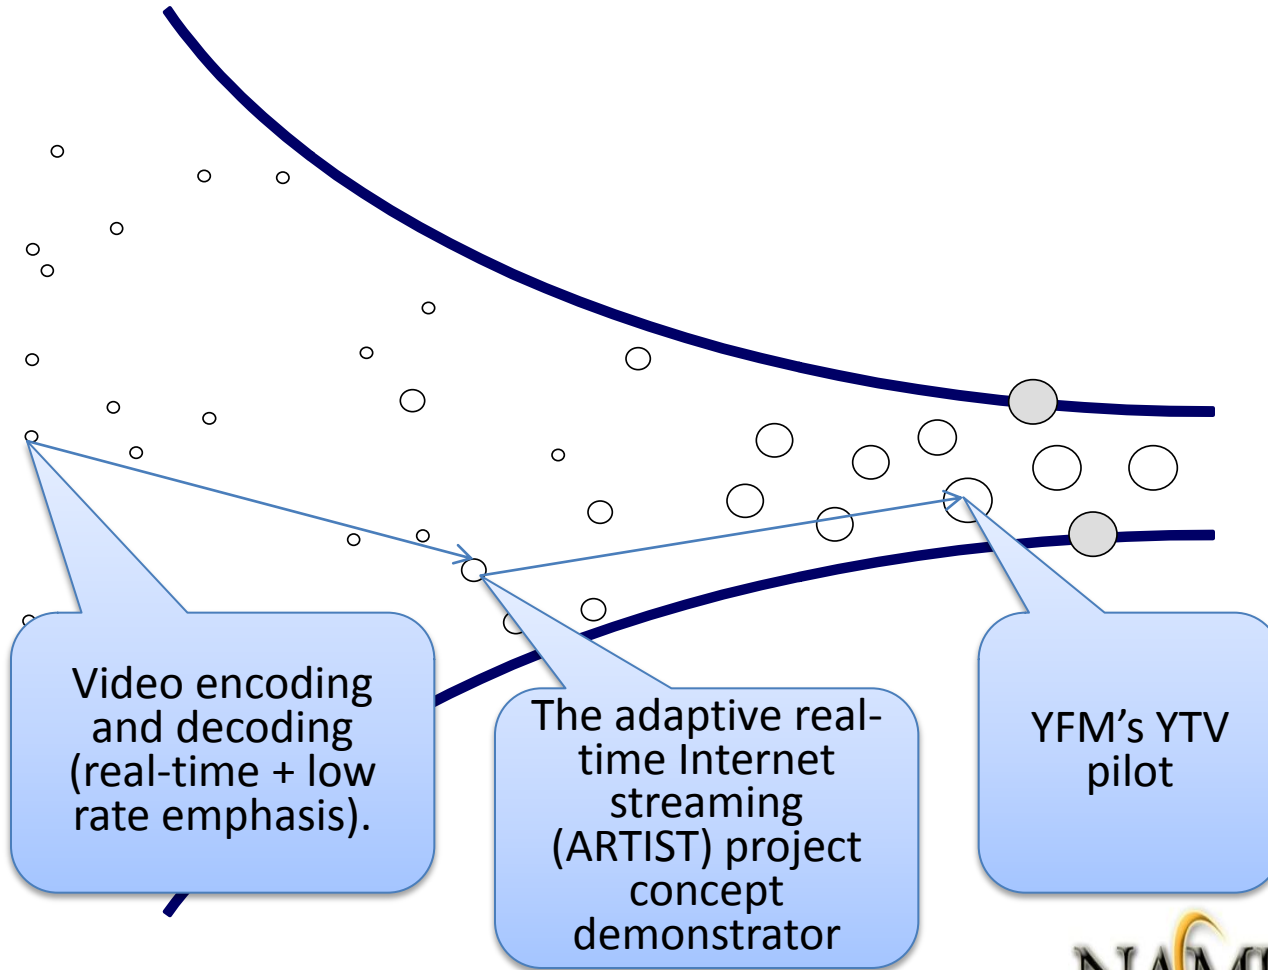 Video encoding
and decoding
(real-time + low
rate emphasis).
The adaptive real-
time Internet
streaming
(ARTIST) project
concept
demonstrator
YFM’s YTV
pilot